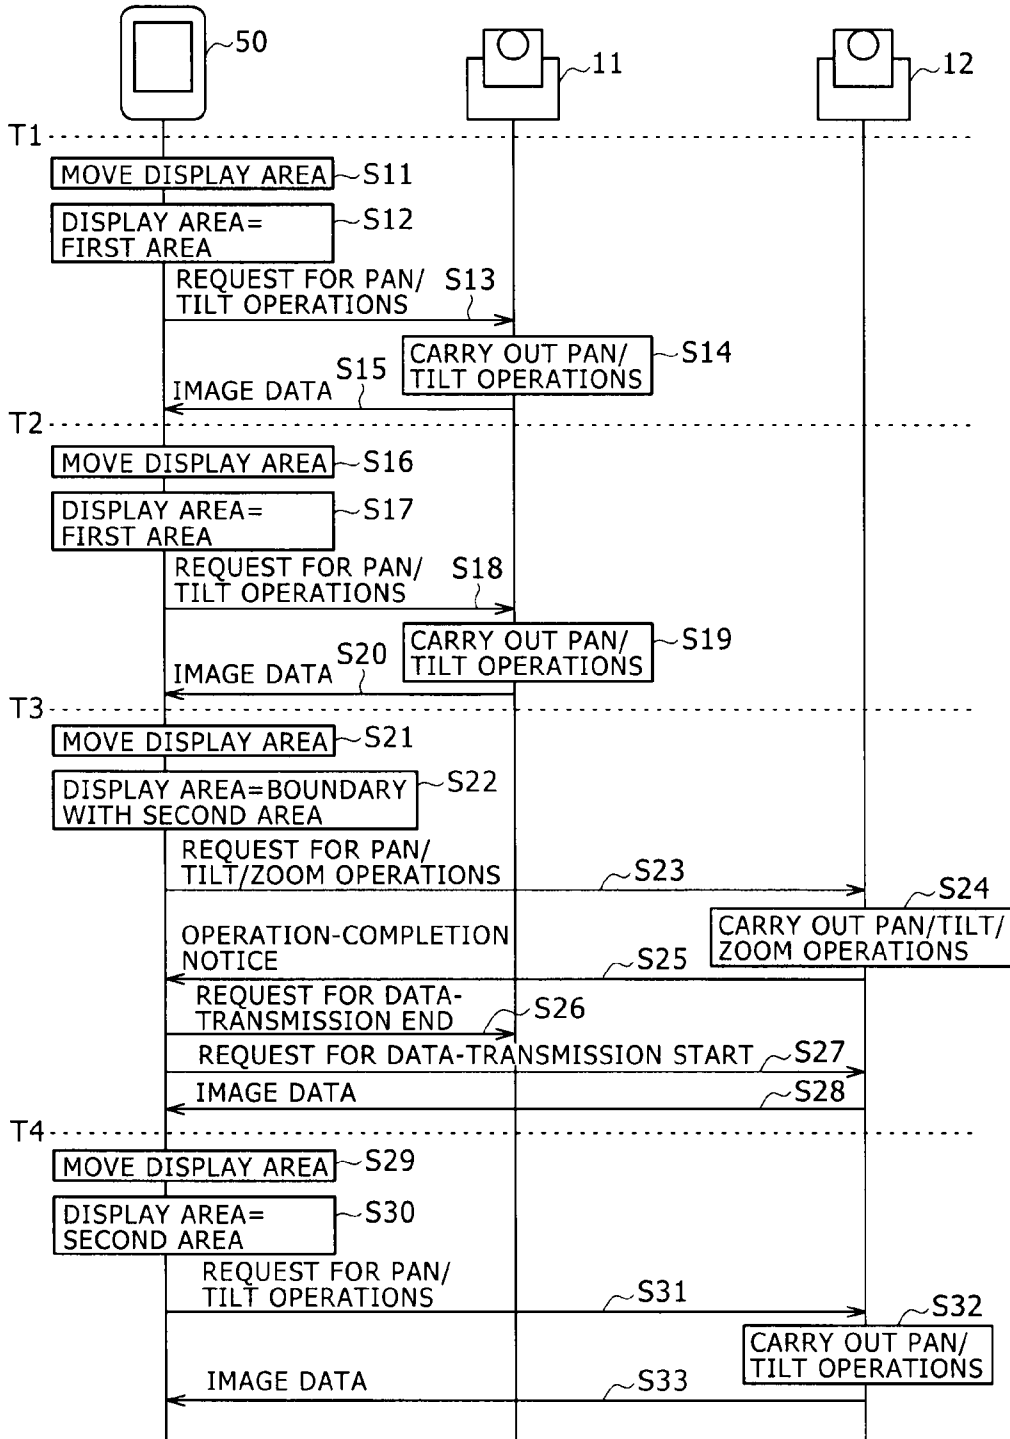 50
11
12
T1
MOVE DISPLAY AREA
S11
DISPLAY AREA=
FIRST AREA
S12
REQUEST FOR PAN/
TILT OPERATIONS
S13
CARRY OUT PAN/
TILT OPERATIONS
S14
IMAGE DATA
S15
T2
MOVE DISPLAY AREA
S16
DISPLAY AREA=
FIRST AREA
S17
REQUEST FOR PAN/
TILT OPERATIONS
S18
CARRY OUT PAN/
TILT OPERATIONS
S19
IMAGE DATA
S20
T3
MOVE DISPLAY AREA
S21
DISPLAY AREA=BOUNDARY
WITH SECOND AREA
S22
REQUEST FOR PAN/
TILT/ZOOM OPERATIONS
S23
S24
CARRY OUT PAN/TILT/
ZOOM OPERATIONS
OPERATION-COMPLETION
NOTICE
S25
REQUEST FOR DATA-
TRANSMISSION END
S26
REQUEST FOR DATA-TRANSMISSION START
S27
IMAGE DATA
S28
T4
MOVE DISPLAY AREA
S29
DISPLAY AREA=
SECOND AREA
S30
REQUEST FOR PAN/
TILT OPERATIONS
S31
S32
CARRY OUT PAN/
TILT OPERATIONS
IMAGE DATA
S33